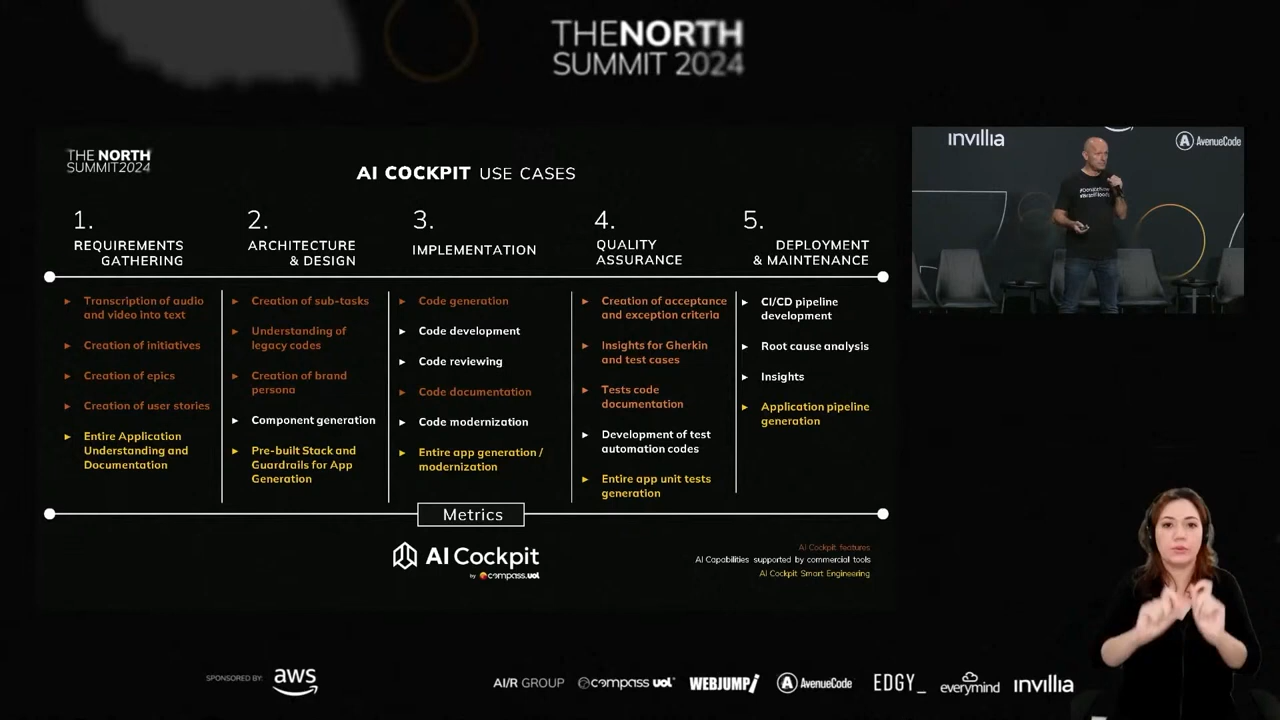 THENORTH
SUMMIT 2024
THE NORTH
SUMMIT2024
AI COCKPIT USE CASES
1.
REQUIREMENTS
GATHERING
2.
ARCHITECTURE
& DESIGN
3.
IMPLEMENTATION
4.
QUALITY
ASSURANCE
5.
DEPLOYMENT
& MAINTENANCE
Transcription of audio
and video into text
Creation of initiatives
Creation of epics
Creation of user stories
Entire Application
Understanding and
Documentation
Creation of sub-tasks
Understanding of
legacy codes
Creation of brand
persona
Component generation
Pre-built Stack and
Guardrails for App
Generation
Code generation
Code development
Code reviewing
Code documentation
Code modernization
Entire app generation /
modernization
Creation of acceptance
and exception criteria
Insights for Gherkin
and test cases
Tests code
documentation
Development of test
automation codes
Entire app unit tests
generation
CI/CD pipeline
development
Root cause analysis
Insights
Application pipeline
generation
Metrics
AI Cockpit
by compass.uol
AI Cockpit features
AI Capabilities supported by commercial tools
AI Cockpit Smart Engineering
invillia
AvenueCode
SPONSORED BY:
aws
AI/R GROUP
compass uol
WEBJUMP
AvenueCode
EDGY_
everymind
invillia